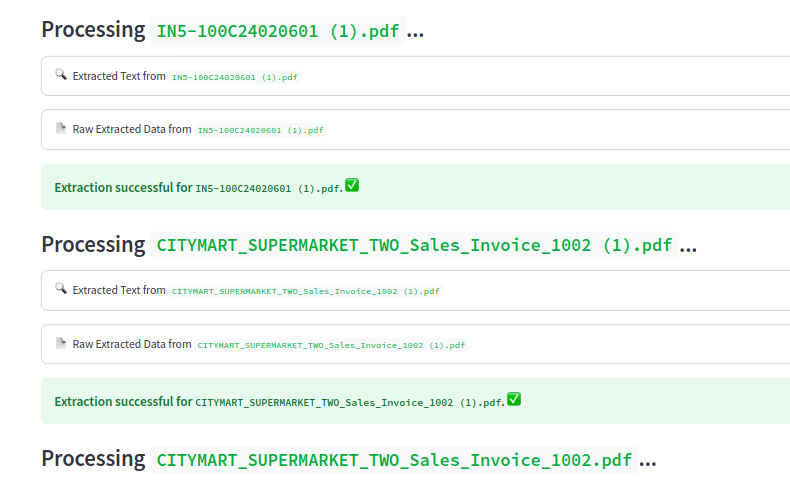 Processing IN5-100C24020601 (1).pdf ...
Extracted Text from IN5-100C24020601 (1).pdf
Raw Extracted Data from IN5-100C24020601 (1).pdf
Extraction successful for IN5-100C24020601 (1).pdf.
Processing CITYMART_SUPERMARKET_TWO_Sales_Invoice_1002 (1).pdf ...
Extracted Text from CITYMART_SUPERMARKET_TWO_Sales_Invoice_1002 (1).pdf
Raw Extracted Data from CITYMART_SUPERMARKET_TWO_Sales_Invoice_1002 (1).pdf
Extraction successful for CITYMART_SUPERMARKET_TWO_Sales_Invoice_1002 (1).pdf.
Processing CITYMART_SUPERMARKET_TWO_Sales_Invoice_1002.pdf ...